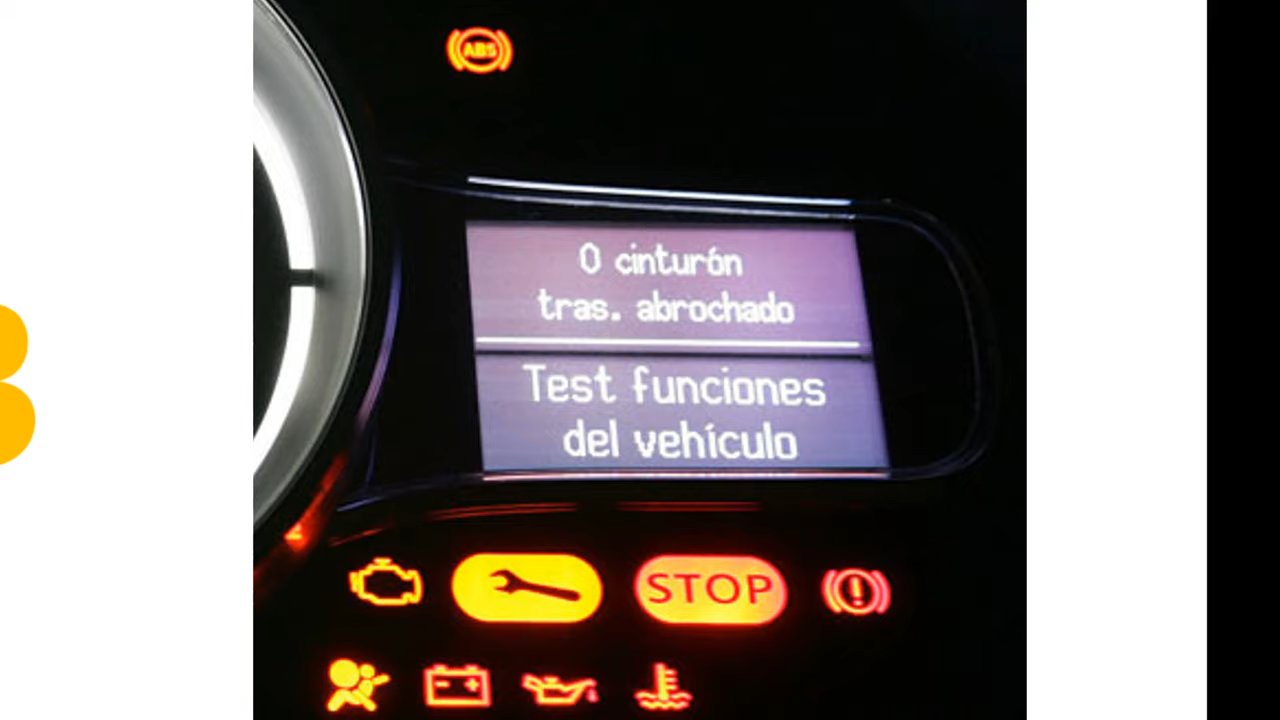 ABS
0 cinturón
tras. abrochado
Test funciones
del vehículo
STOP